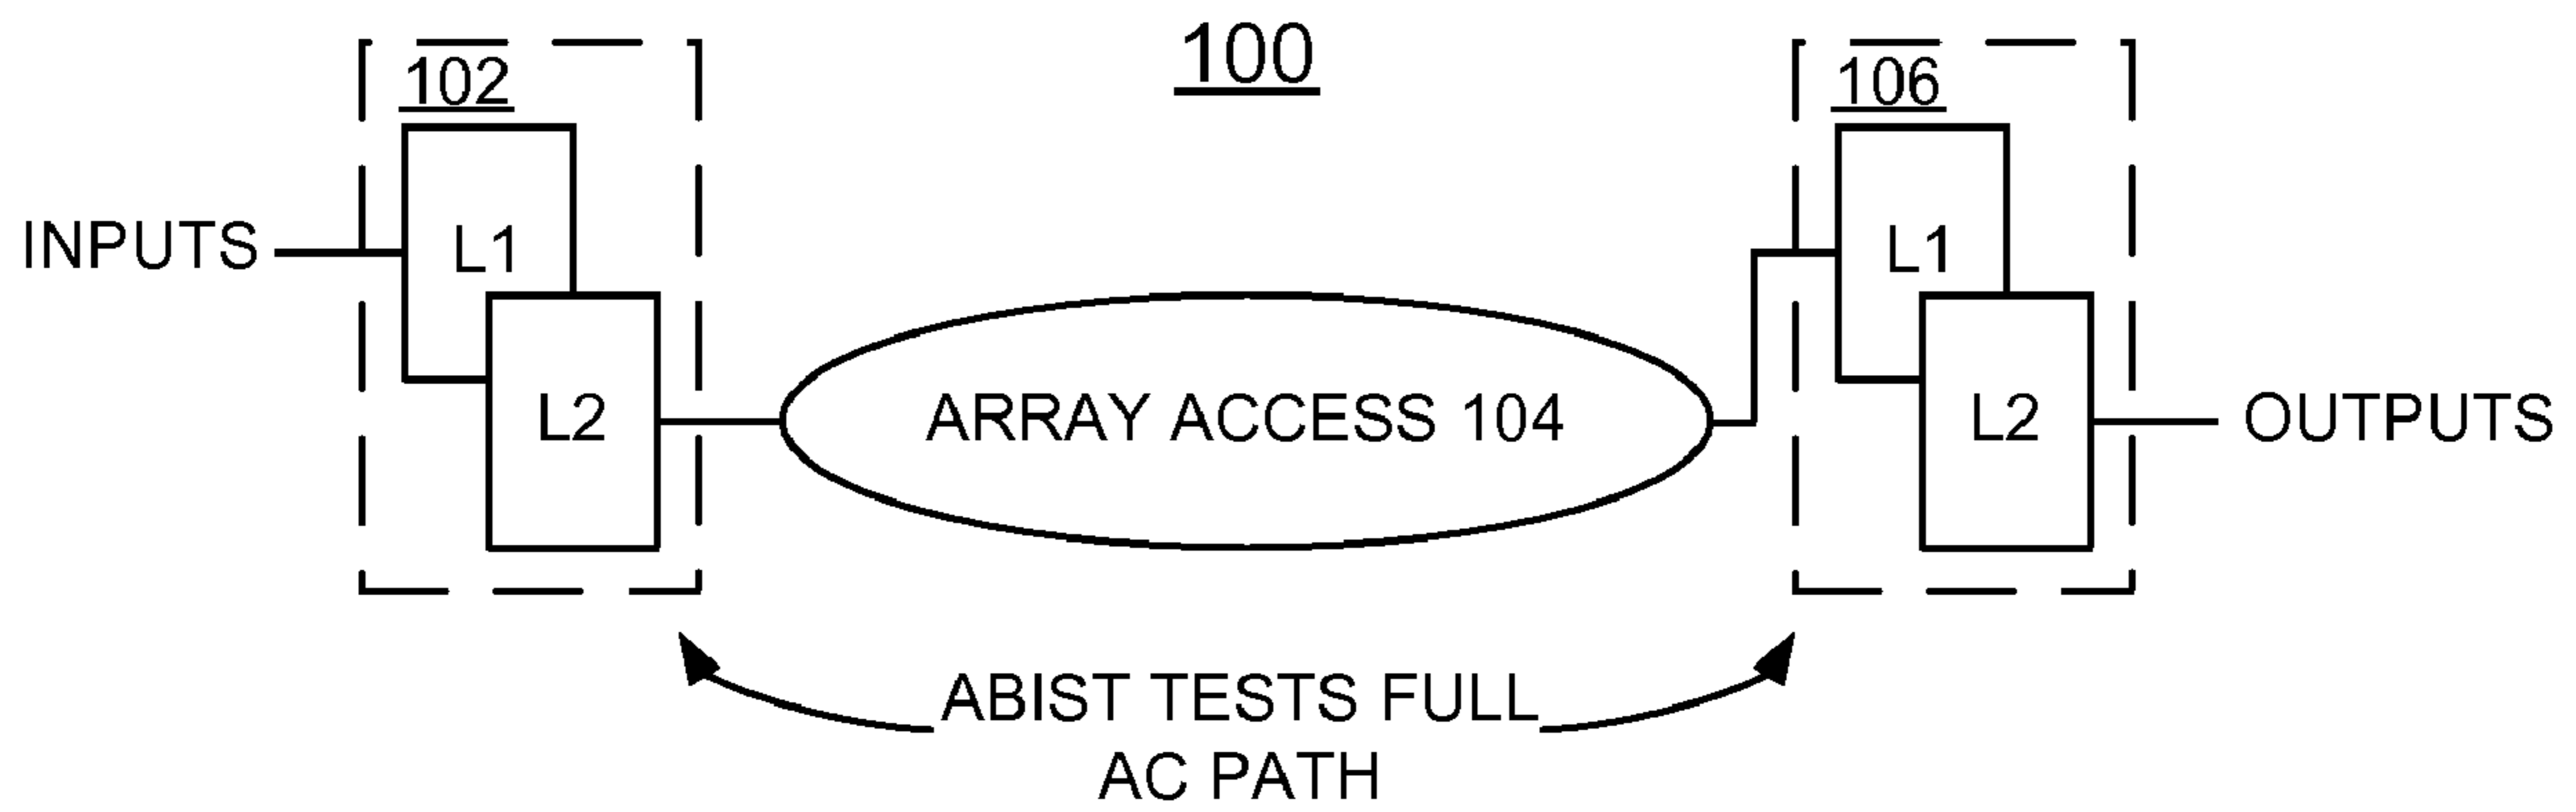 100
102
106
INPUTS
L1
L2
ARRAY ACCESS 104
L1
L2
OUTPUTS
ABIST TESTS FULL
AC PATH